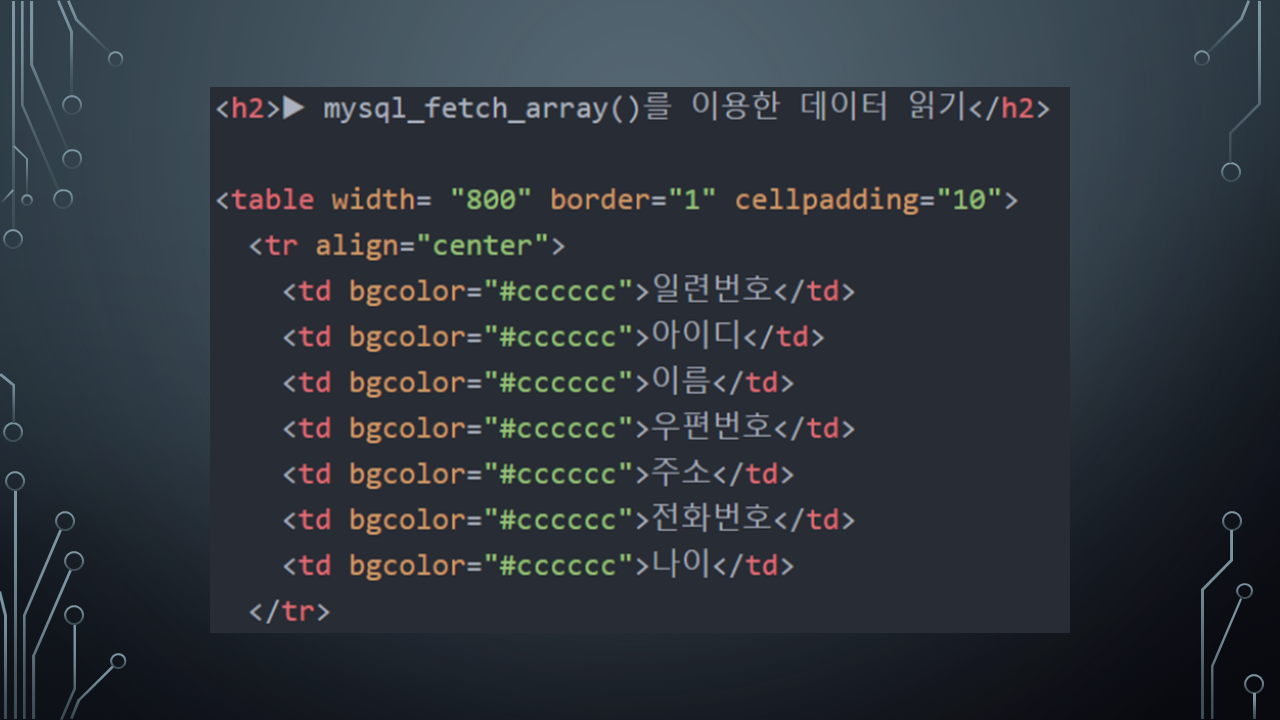 <h2>▶ mysql_fetch_array()를 이용한 데이터 읽기</h2>
<table width= "800" border="1" cellpadding="10">
<tr align="center">
<td bgcolor="#cccccc">일련번호</td>
<td bgcolor="#cccccc">아이디</td>
<td bgcolor="#cccccc">이름</td>
<td bgcolor="#cccccc">우편번호</td>
<td bgcolor="#cccccc">주소</td>
<td bgcolor="#cccccc">전화번호</td>
<td bgcolor="#cccccc">나이</td>
</tr>